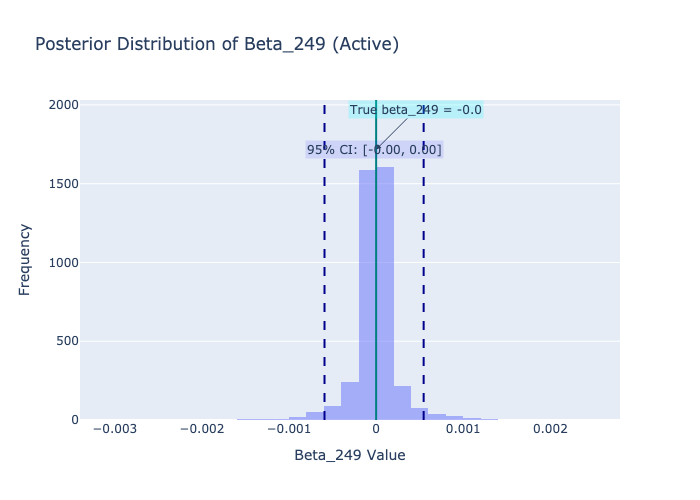 Posterior Distribution of Beta_249 (Active)
True beta_249 = -0.0
95% CI: [-0.00, 0.00]
Frequency
2000
1500
1000
500
0
−0.003
−0.002
−0.001
0
0.001
0.002
Beta_249 Value